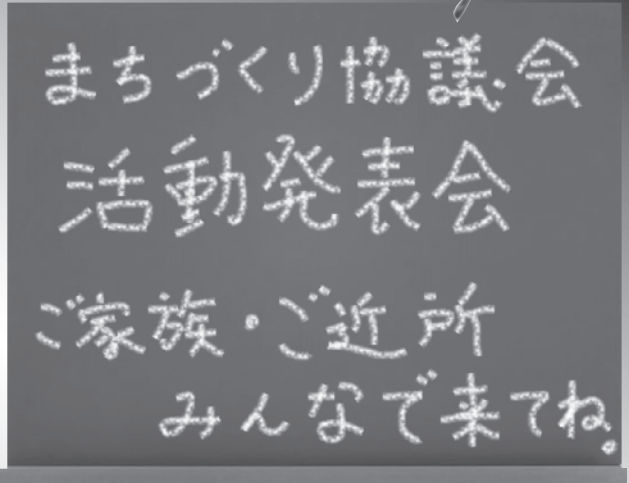 まちづくり協議会
活動発表会
ご家族・ご近所
みんなで来てね。